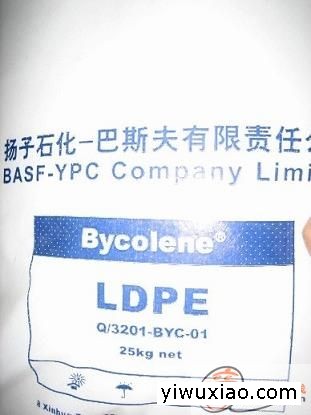 扬子石化-巴斯夫有限责任
BASF-YPC Company Limi
Bycolene®
LDPE
Q/3201-BYC-01
25kg net
yiwuxiao.com